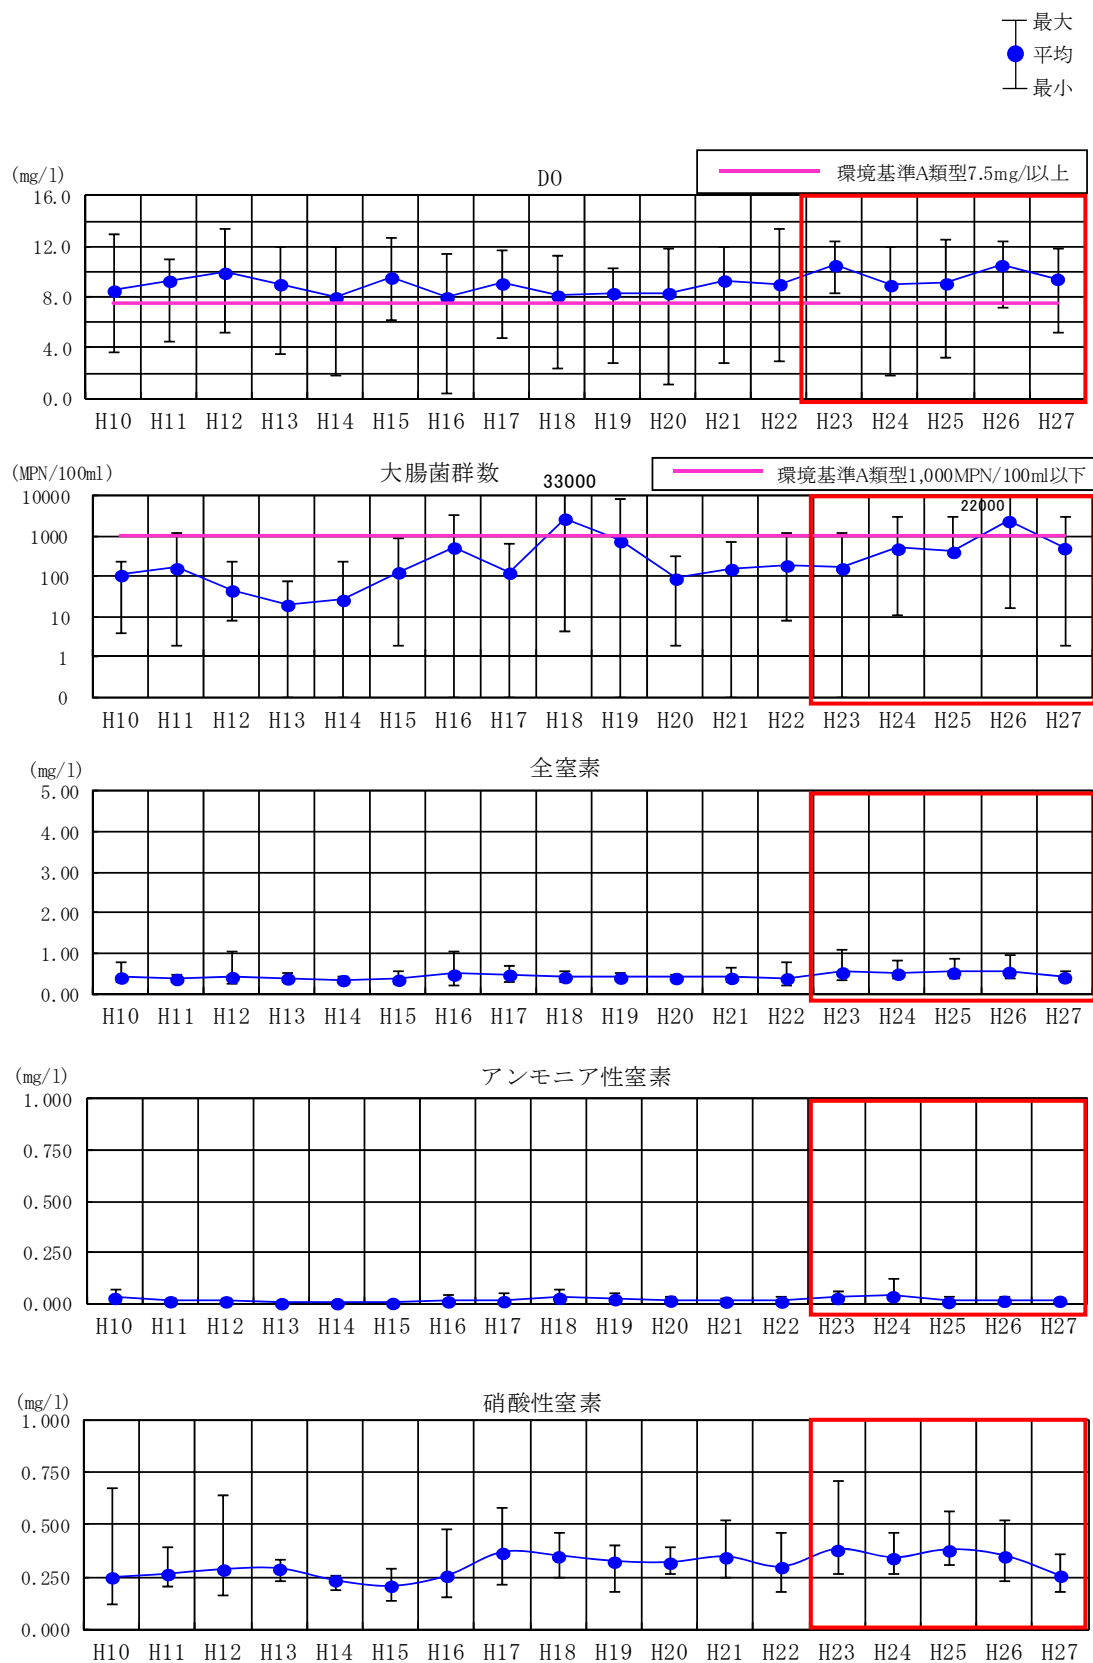 最大
平均
最小
(mg/l)
DO
環境基準A類型7.5mg/l以上
16.0
12.0
8.0
4.0
0.0
H10 H11 H12 H13 H14 H15 H16 H17 H18 H19 H20 H21 H22 H23 H24 H25 H26 H27
(MPN/100ml)
大腸菌群数
33000
環境基準A類型1,000MPN/100ml以下
22000
10000
1000
100
10
1
0
H10 H11 H12 H13 H14 H15 H16 H17 H18 H19 H20 H21 H22 H23 H24 H25 H26 H27
(mg/l)
全窒素
5.00
4.00
3.00
2.00
1.00
0.00
H10 H11 H12 H13 H14 H15 H16 H17 H18 H19 H20 H21 H22 H23 H24 H25 H26 H27
(mg/l)
アンモニア性窒素
1.000
0.750
0.500
0.250
0.000
H10 H11 H12 H13 H14 H15 H16 H17 H18 H19 H20 H21 H22 H23 H24 H25 H26 H27
(mg/l)
硝酸性窒素
1.000
0.750
0.500
0.250
0.000
H10 H11 H12 H13 H14 H15 H16 H17 H18 H19 H20 H21 H22 H23 H24 H25 H26 H27